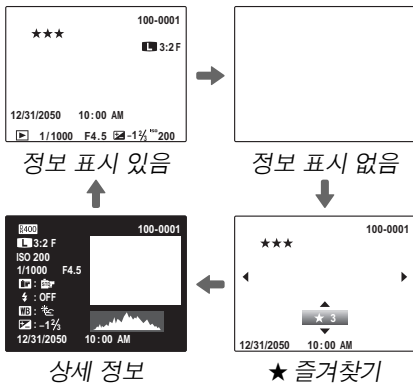 100-0001
★★★
L 3:2 F
12/31/2050 10:00 AM
1/1000 F4.5 -1⅔ ISO 200
정보 표시 있음
정보 표시 없음
400
100-0001
L 3:2 F
ISO 200
1/1000 F4.5
: OFF
WB :
: -1⅔
12/31/2050 10:00 AM
상세 정보
100-0001
★★★
★ 3
12/31/2050 10:00 AM
★ 즐겨찾기